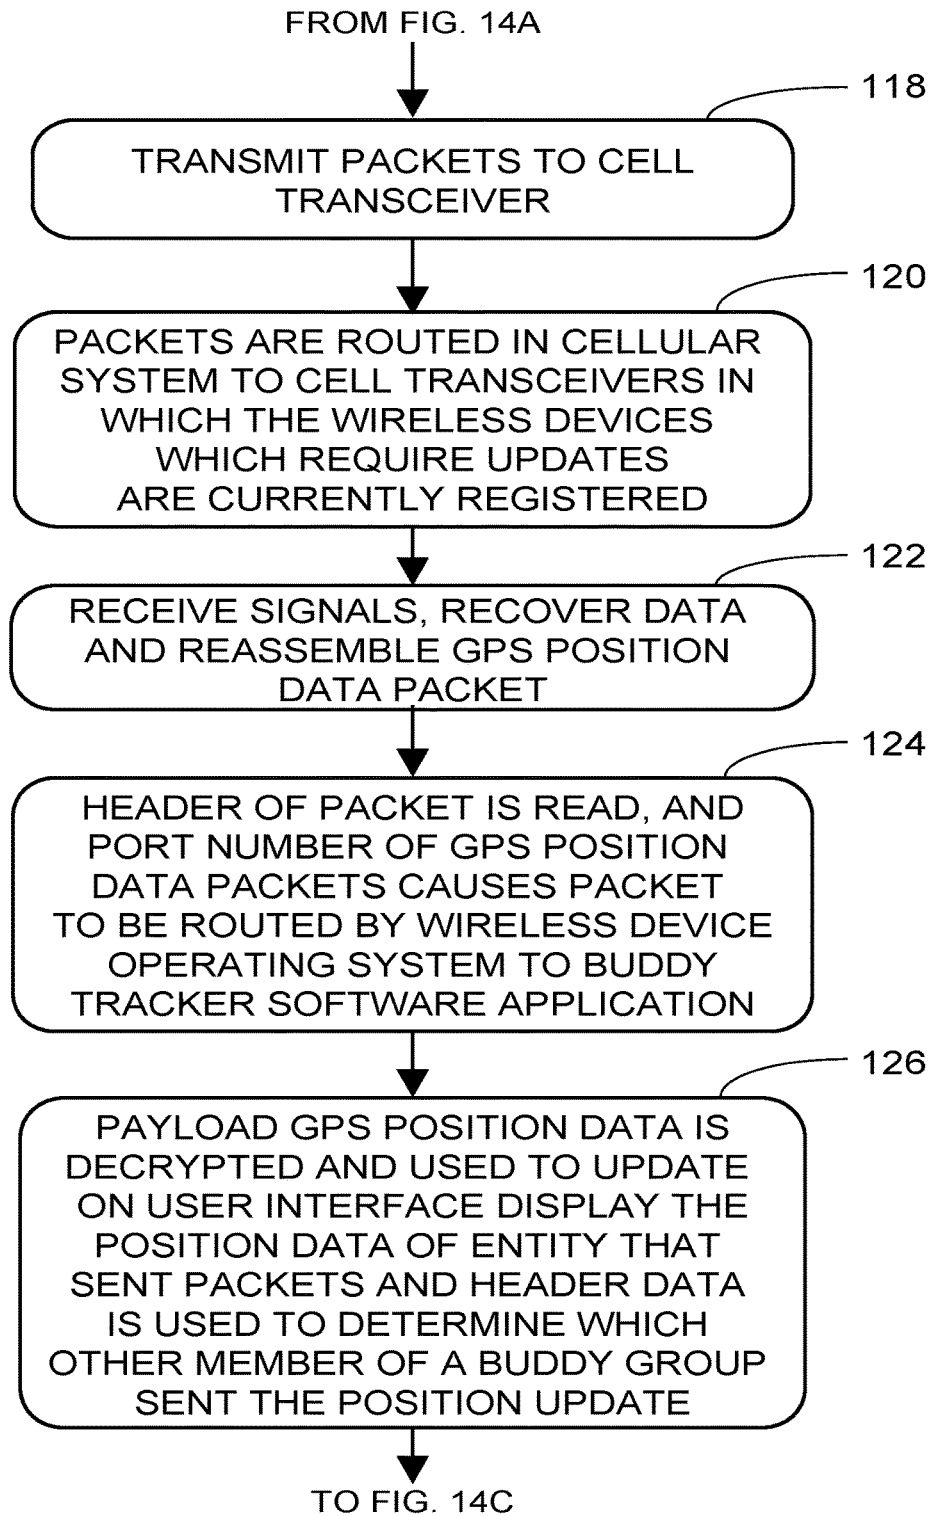 FROM FIG. 14A
118
TRANSMIT PACKETS TO CELL
TRANSCEIVER
120
PACKETS ARE ROUTED IN CELLULAR
SYSTEM TO CELL TRANSCEIVERS IN
WHICH THE WIRELESS DEVICES
WHICH REQUIRE UPDATES
ARE CURRENTLY REGISTERED
122
RECEIVE SIGNALS, RECOVER DATA
AND REASSEMBLE GPS POSITION
DATA PACKET
124
HEADER OF PACKET IS READ, AND
PORT NUMBER OF GPS POSITION
DATA PACKETS CAUSES PACKET
TO BE ROUTED BY WIRELESS DEVICE
OPERATING SYSTEM TO BUDDY
TRACKER SOFTWARE APPLICATION
126
PAYLOAD GPS POSITION DATA IS
DECRYPTED AND USED TO UPDATE
ON USER INTERFACE DISPLAY THE
POSITION DATA OF ENTITY THAT
SENT PACKETS AND HEADER DATA
IS USED TO DETERMINE WHICH
OTHER MEMBER OF A BUDDY GROUP
SENT THE POSITION UPDATE
TO FIG. 14C